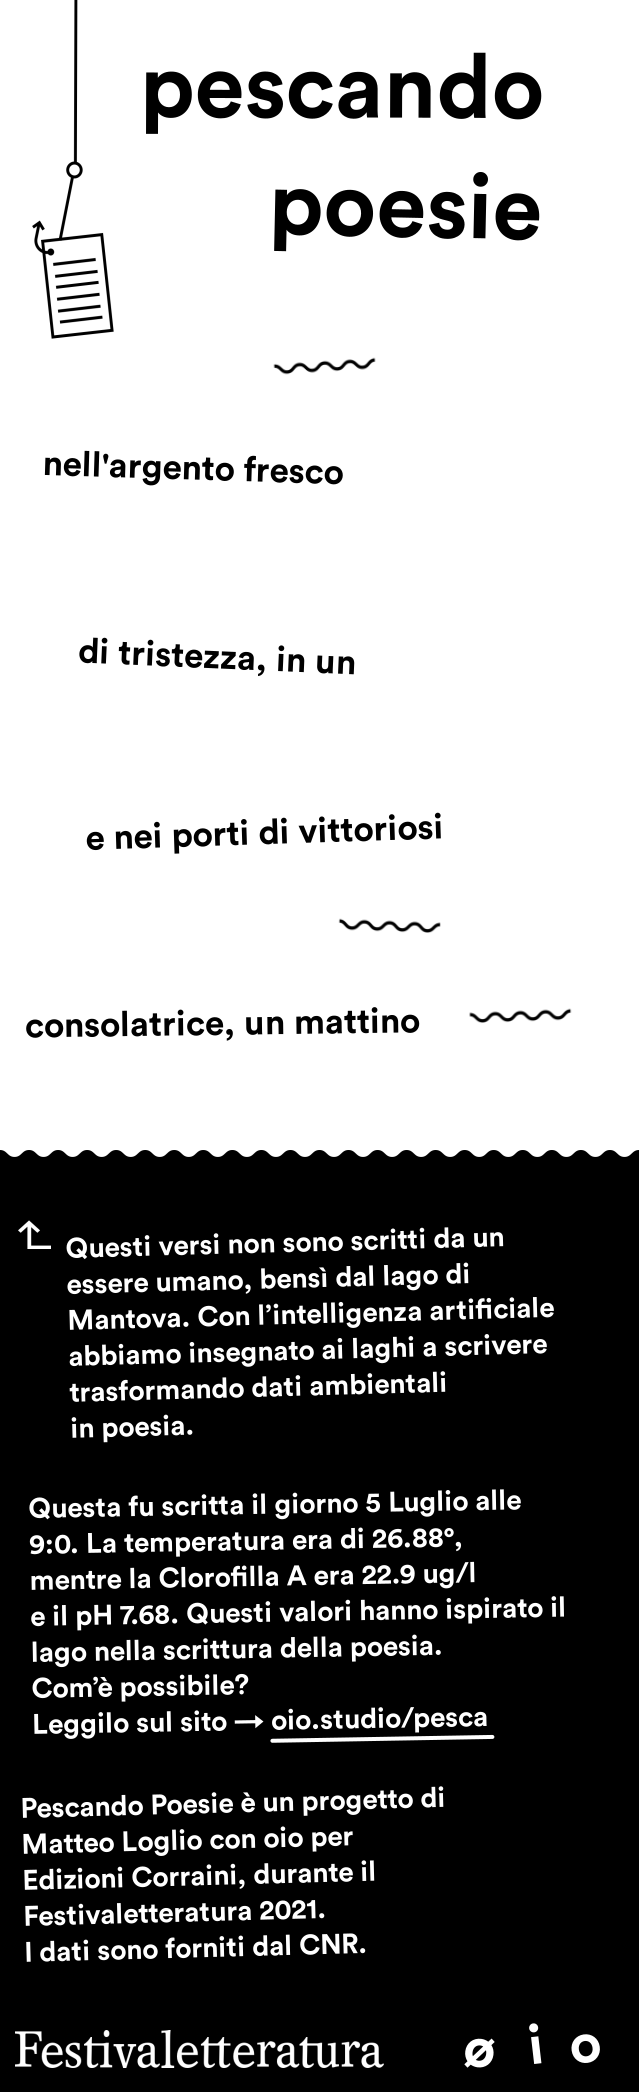 pescando
poesie
nell'argento fresco
di tristezza, in un
e nei porti di vittoriosi
consolatrice, un mattino
Questi versi non sono scritti da un
essere umano, bensì dal lago di
Mantova. Con l’intelligenza artificiale
abbiamo insegnato ai laghi a scrivere
trasformando dati ambientali
in poesia.
Questa fu scritta il giorno 5 Luglio alle
9:0. La temperatura era di 26.88º,
mentre la Clorofilla A era 22.9 ug/l
e il pH 7.68. Questi valori hanno ispirato il
lago nella scrittura della poesia.
Com’è possibile?
Leggilo sul sito → oio.studio/pesca
Pescando Poesie è un progetto di
Matteo Loglio con oio per
Edizioni Corraini, durante il
Festivaletteratura 2021.
I dati sono forniti dal CNR.
Festivaletteratura ø i o